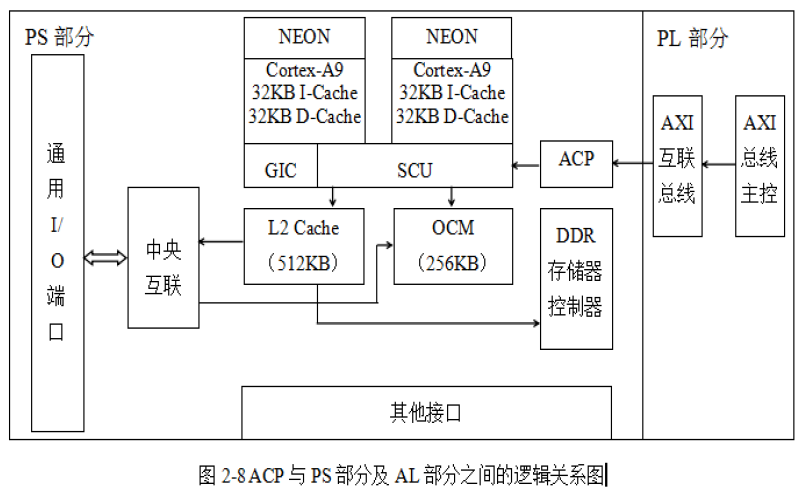 PS 部分
NEON
NEON
PL 部分
Cortex-A9
32KB I-Cache
32KB D-Cache
Cortex-A9
32KB I-Cache
32KB D-Cache
GIC
SCU
ACP
AXI
互联
总线
AXI
总线
主控
通
用
I/
O
端
口
中央
互联
L2 Cache
（512KB）
OCM
（256KB）
DDR
存储器
控制器
其他接口
图 2-8 ACP 与 PS 部分及 AL 部分之间的逻辑关系图